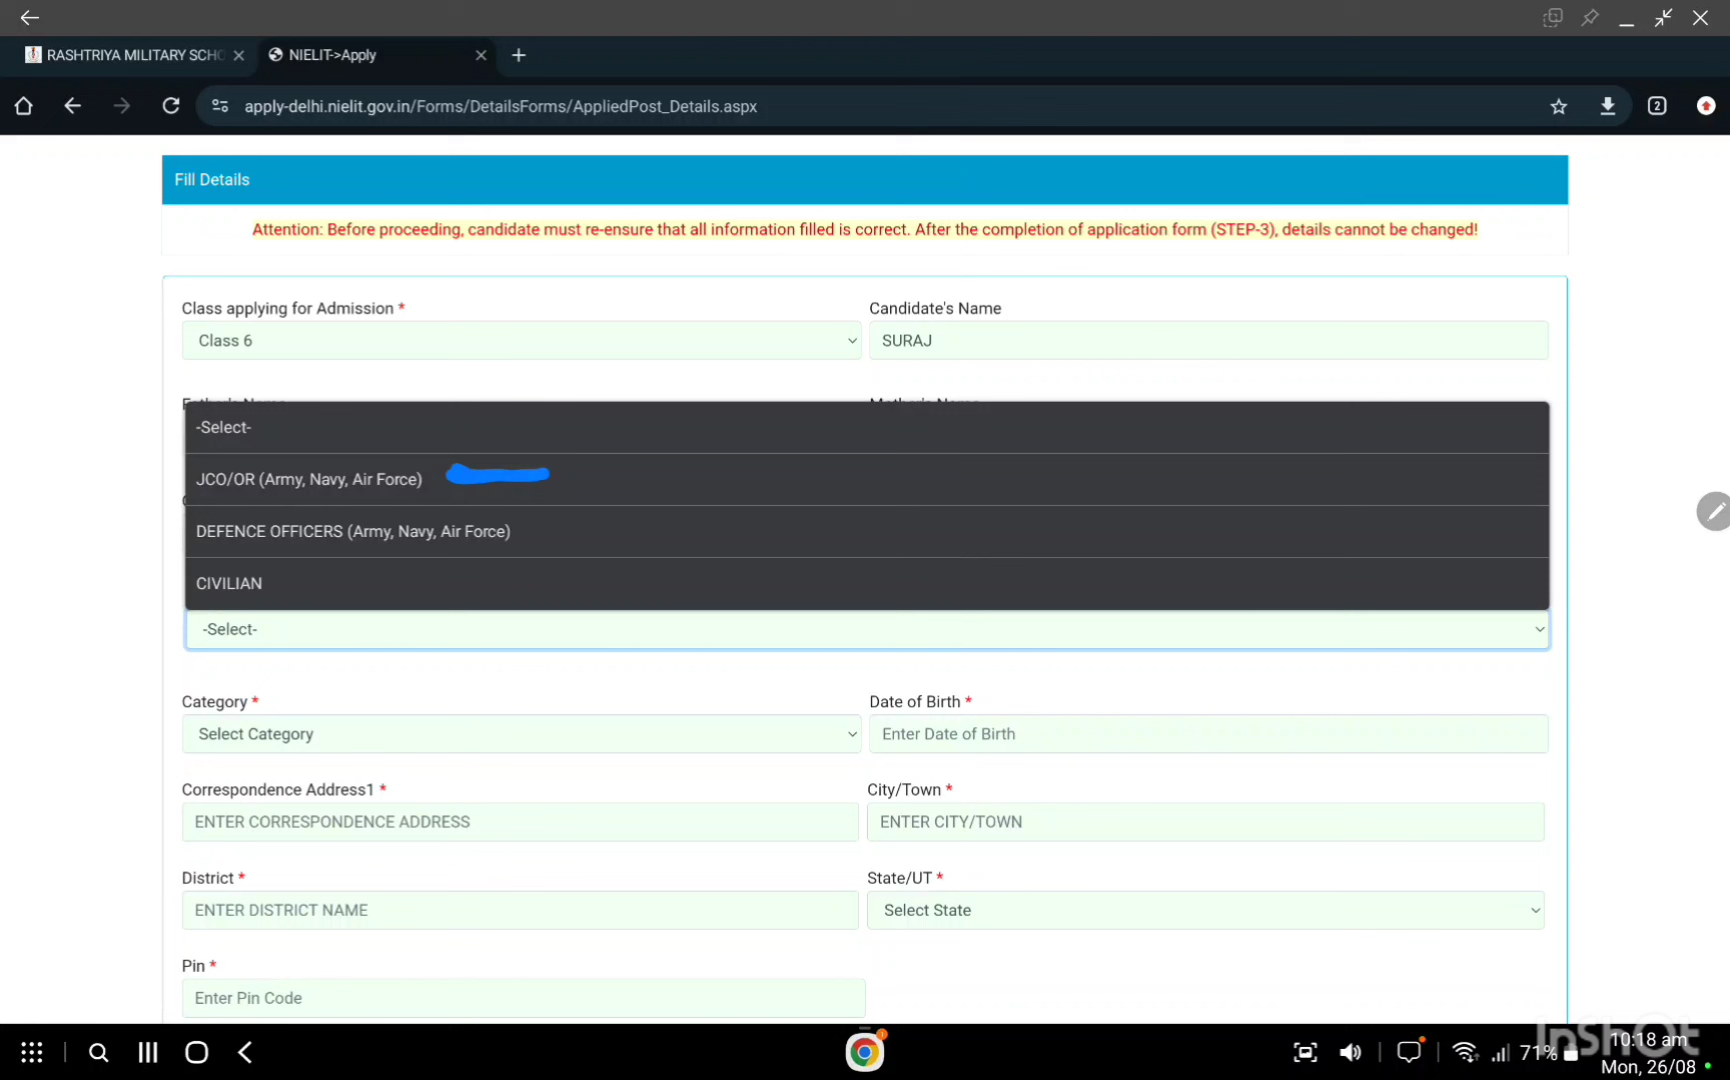 RASHTRIYA MILITARY SCHO
NIELIT->Apply
apply-delhi.nielit.gov.in/Forms/DetailsForms/AppliedPost_Details.aspx
2
Fill Details
Attention: Before proceeding, candidate must re-ensure that all information filled is correct. After the completion of application form (STEP-3), details cannot be changed!
Class applying for Admission *
Candidate's Name
Class 6
SURAJ
-Select-
JCO/OR (Army, Navy, Air Force)
DEFENCE OFFICERS (Army, Navy, Air Force)
CIVILIAN
-Select-
Category *
Date of Birth *
Select Category
Enter Date of Birth
Correspondence Address1 *
City/Town *
ENTER CORRESPONDENCE ADDRESS
ENTER CITY/TOWN
District *
State/UT *
ENTER DISTRICT NAME
Select State
Pin *
Enter Pin Code
InShOt
71%
10:18 am
Mon, 26/08